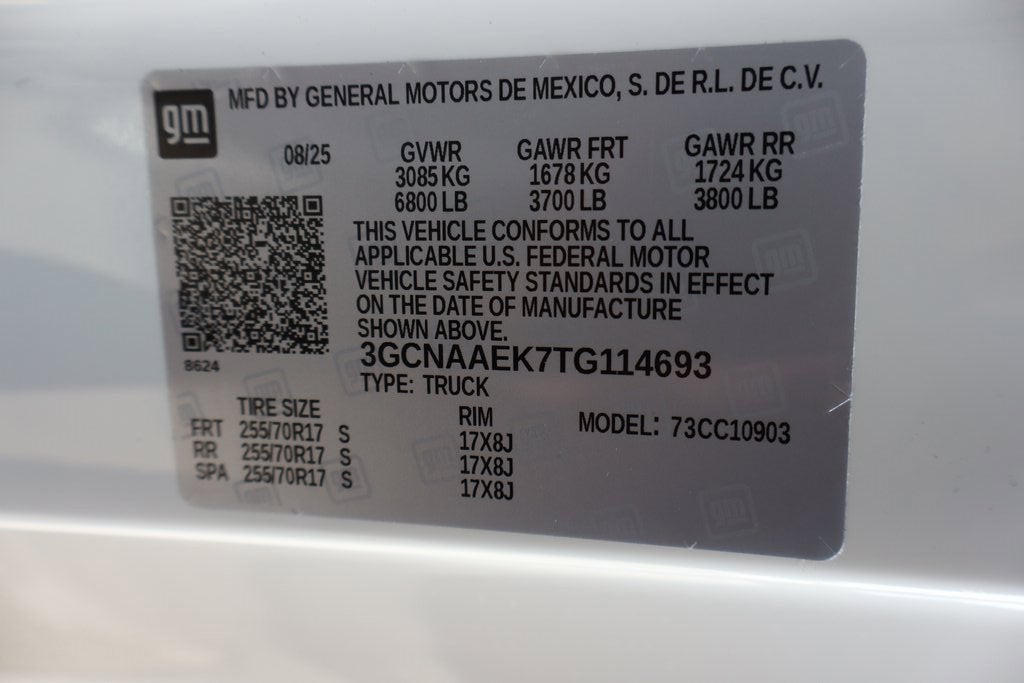 gm
MFD BY GENERAL MOTORS DE MEXICO, S. DE R.L. DE C.V.
08/25 GVWR GAWR FRT GAWR RR
3085 KG 1678 KG 1724 KG
6800 LB 3700 LB 3800 LB
THIS VEHICLE CONFORMS TO ALL
APPLICABLE U.S. FEDERAL MOTOR
VEHICLE SAFETY STANDARDS IN EFFECT
ON THE DATE OF MANUFACTURE
SHOWN ABOVE.
8624
3GCNAAEK7TG114693
TYPE: TRUCK
TIRE SIZE RIM MODEL: 73CC10903
FRT 255/70R17 S 17X8J
RR 255/70R17 S 17X8J
SPA 255/70R17 S 17X8J